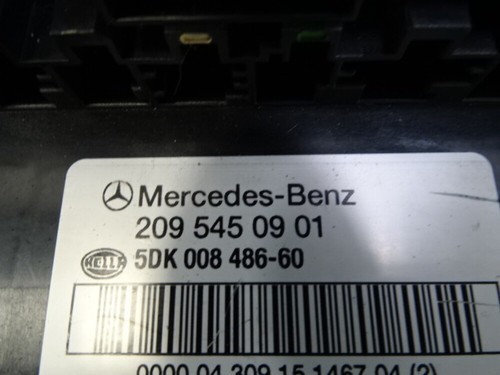 Mercedes-Benz
209 545 09 01
HELLA 5DK 008 486-60
0000 04 309 15 1467 04 (2)